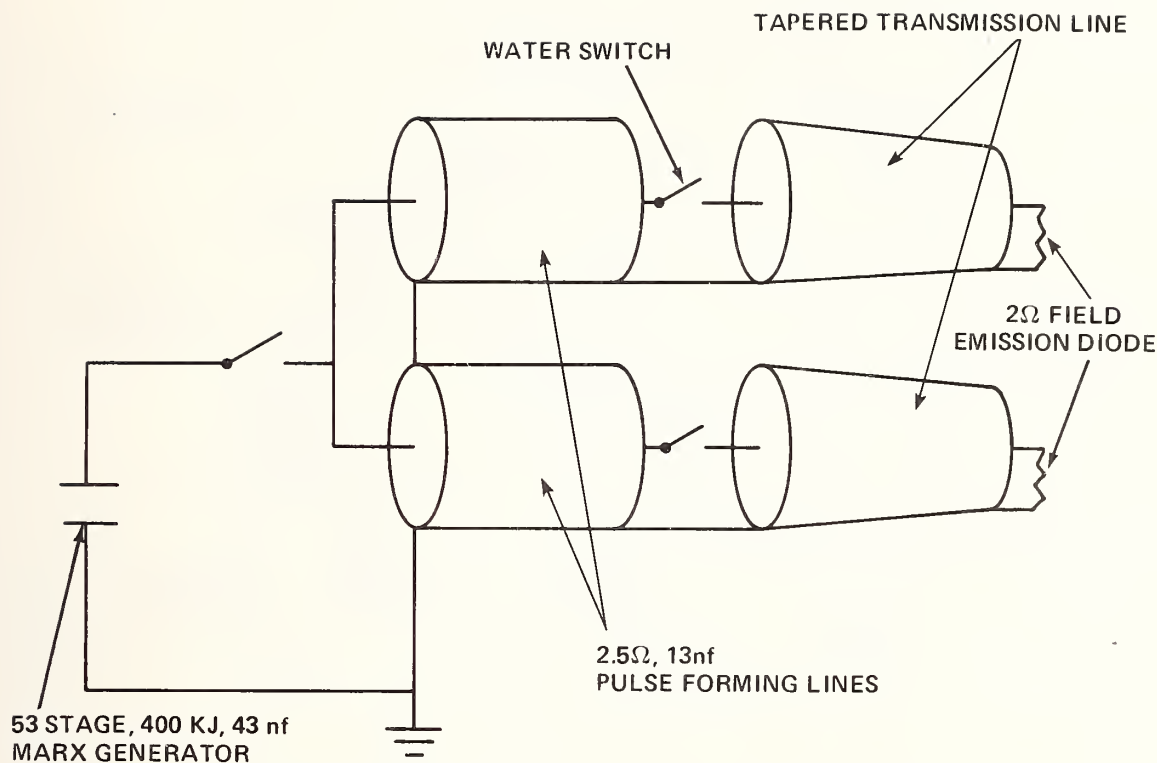 TAPERED TRANSMISSION LINE
WATER SWITCH
2Ω FIELD
EMISSION DIODE
2.5Ω, 13nf
PULSE FORMING LINES
53 STAGE, 400 KJ, 43 nf
MARX GENERATOR